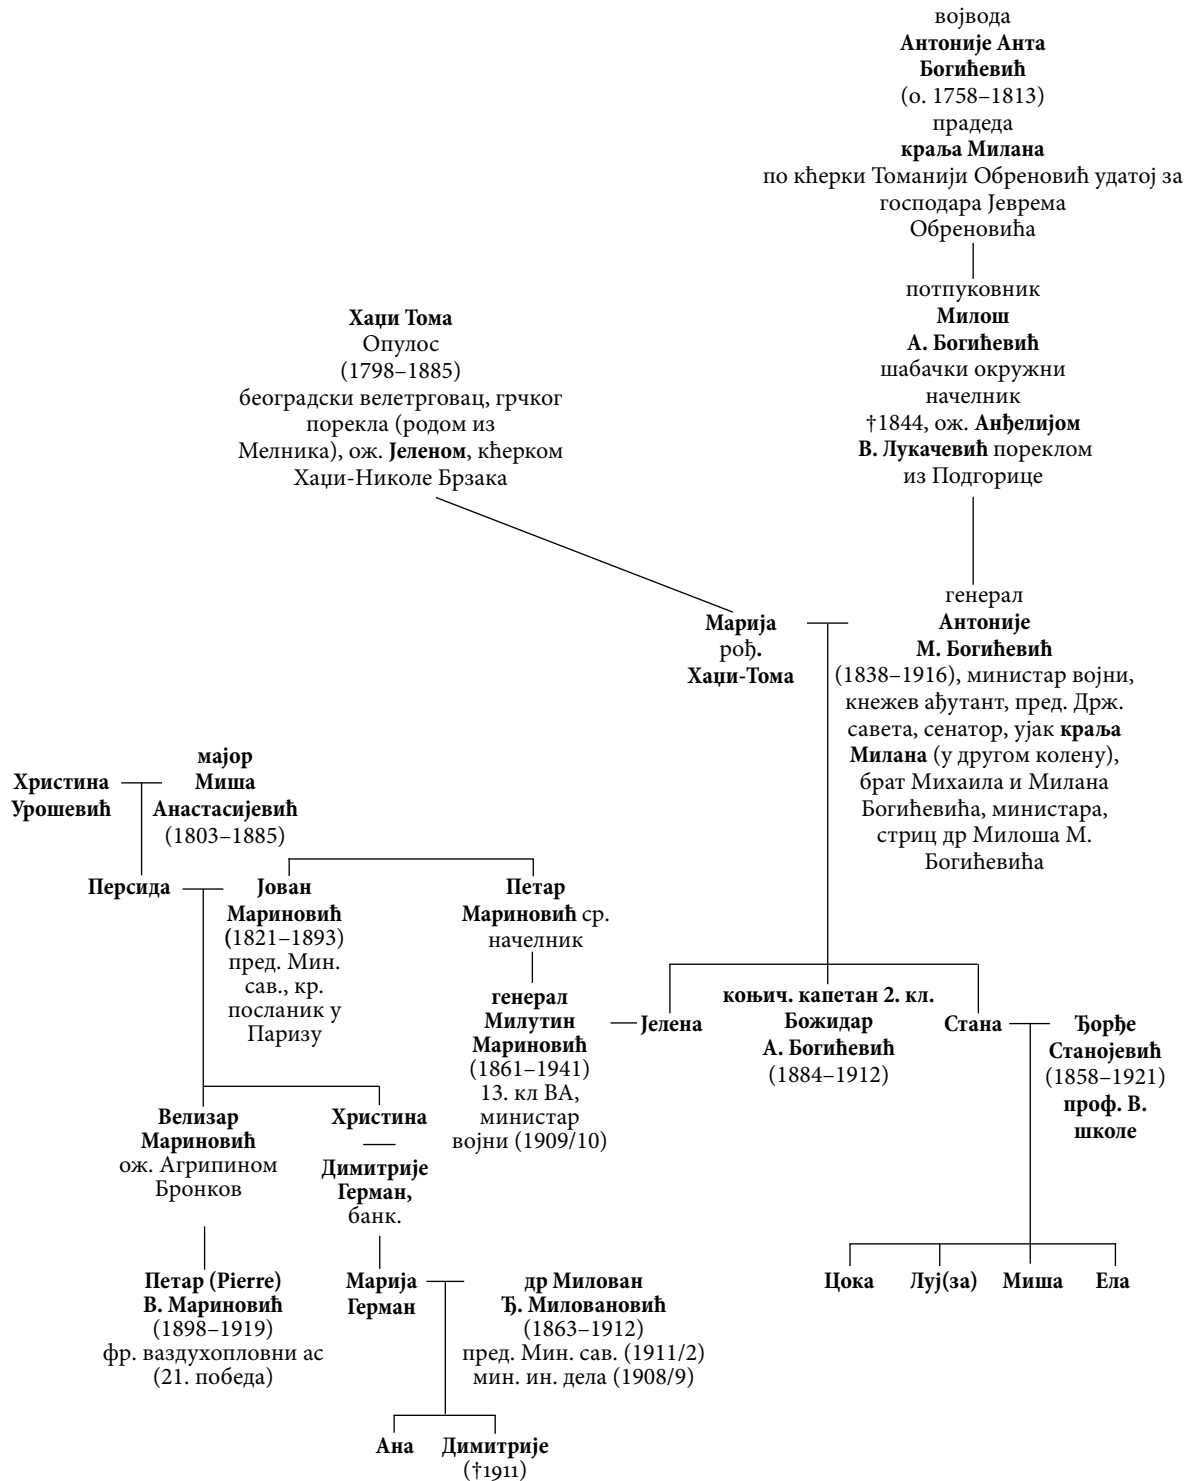 војвода
Антоније Анта
Богићевић
(о. 1758–1813)
прадеда
краља Милана
по кћерки Томанији Обреновић удатој за
господара Јеврема
Обреновића
потпуковник
Милош
А. Богићевић
шабачки окружни
начелник
†1844, ож. Анђелијом
В. Лукачевић пореклом
из Подгорице
Хаџи Тома
Опулос
(1798–1885)
београдски велетрговац, грчког
порекла (родом из
Мелника), ож. Јеленом, кћерком
Хаџи-Николе Брзака
Марија
рођ.
Хаџи-Тома
генерал
Антоније
М. Богићевић
(1838–1916), министар војни,
кнежев ађутант, пред. Држ.
савета, сенатор, ујак краља
Милана (у другом колену),
брат Михаила и Милана
Богићевића, министара,
стриц др Милоша М.
Богићевића
Христина
Урошевић
мајор
Миша
Анастасијевић
(1803–1885)
Персида
Јован
Мариновић
(1821–1893)
пред. Мин.
сав., кр.
посланик у
Паризу
Петар
Мариновић ср.
начелник
генерал
Милутин
Мариновић
(1861–1941)
13. кл ВА,
министар
војни (1909/10)
Јелена
коњич. капетан 2. кл.
Божидар
А. Богићевић
(1884–1912)
Стана
Ђорђе
Станојевић
(1858–1921)
проф. В.
школе
Велизар
Мариновић
ож. Агрипином
Бронков
Христина
Димитрије
Герман,
банк.
Петар (Pierre)
В. Мариновић
(1898–1919)
фр. ваздухопловни ас
(21. победа)
Марија
Герман
др Милован
Ђ. Миловановић
(1863–1912)
пред. Мин. сав. (1911/2)
мин. ин. дела (1908/9)
Цока
Луј(за)
Миша
Ела
Ана
Димитрије
(†1911)